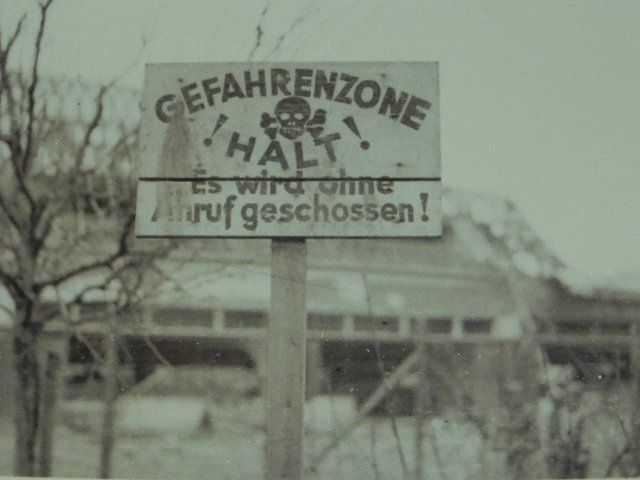 GEFAHRENZONE
! HALT !
Es wird ohne
Anruf geschossen!